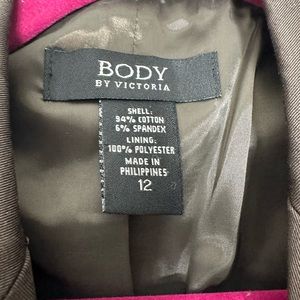 BODY
BY VICTORIA
SHELL:
94% COTTON
6% SPANDEX
LINING:
100% POLYESTER
MADE IN
PHILIPPINES
12